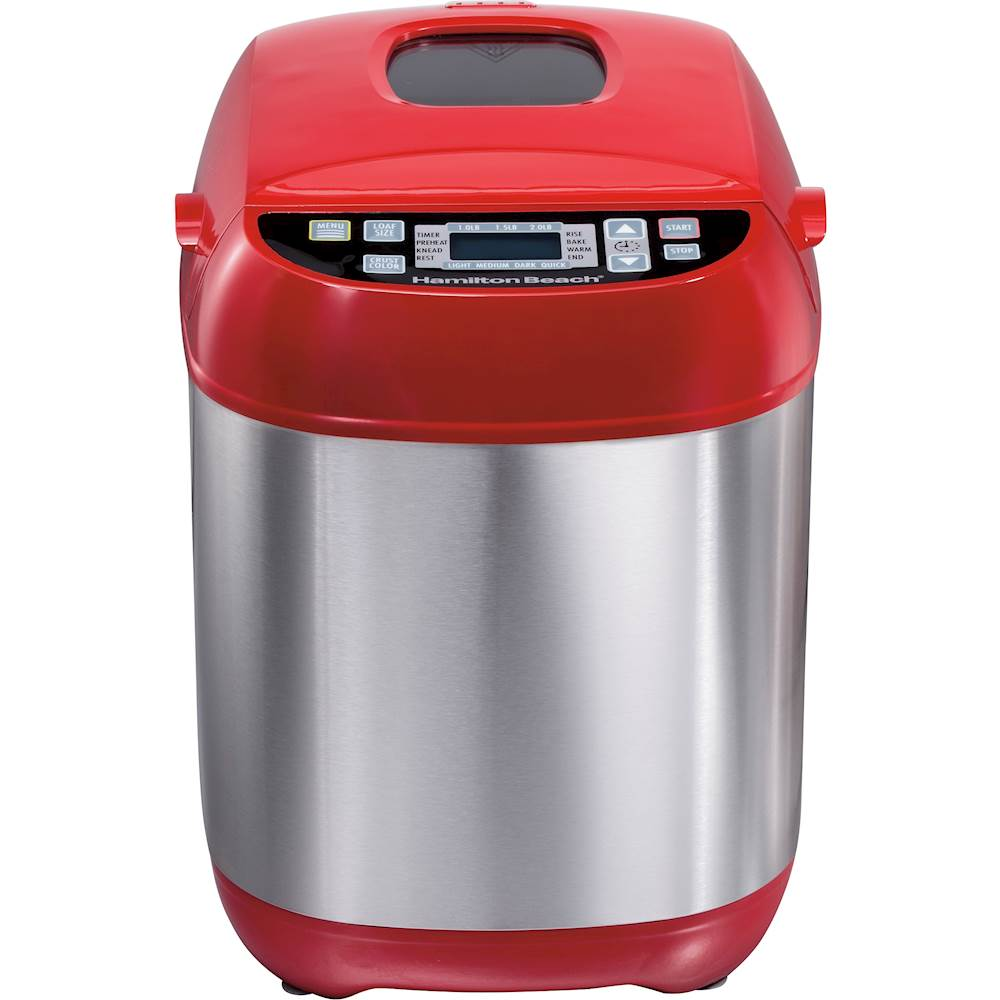 MENU
LOAF
SIZE
CRUST
COLOR
TIMER
PREHEAT
KNEAD
REST
1.0LB 1.5LB 2.0LB
LIGHT MEDIUM DARK QUICK
RISE
BAKE
WARM
END
START
STOP
Hamilton Beach®